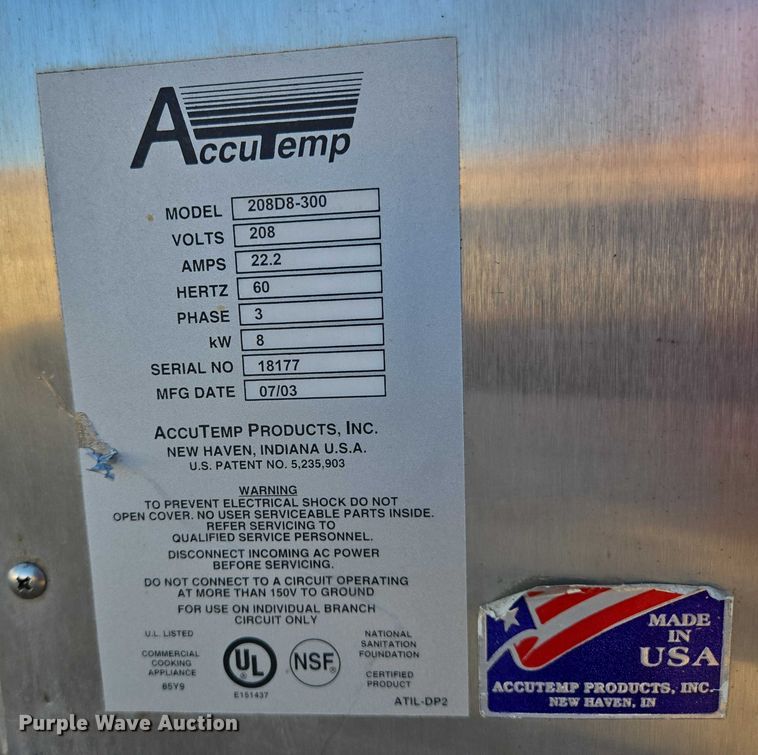 AccuTemp
MODEL 208D8-300
VOLTS 208
AMPS 22.2
HERTZ 60
PHASE 3
kW 8
SERIAL NO 18177
MFG DATE 07/03
ACCUTEMP PRODUCTS, INC.
NEW HAVEN, INDIANA U.S.A.
U.S. PATENT NO. 5,235,903
WARNING
TO PREVENT ELECTRICAL SHOCK DO NOT
OPEN COVER. NO USER SERVICEABLE PARTS INSIDE.
REFER SERVICING TO
QUALIFIED SERVICE PERSONNEL.
DISCONNECT INCOMING AC POWER
BEFORE SERVICING.
DO NOT CONNECT TO A CIRCUIT OPERATING
AT MORE THAN 150V TO GROUND
FOR USE ON INDIVIDUAL BRANCH
CIRCUIT ONLY
U.L. LISTED
COMMERCIAL
COOKING
APPLIANCE
65Y9
UL
E151437
NSF
NATIONAL
SANITATION
FOUNDATION
CERTIFIED
PRODUCT
ATIL-DP2
MADE
IN
USA
ACCUTEMP PRODUCTS, INC.
NEW HAVEN, IN
Purple Wave Auction